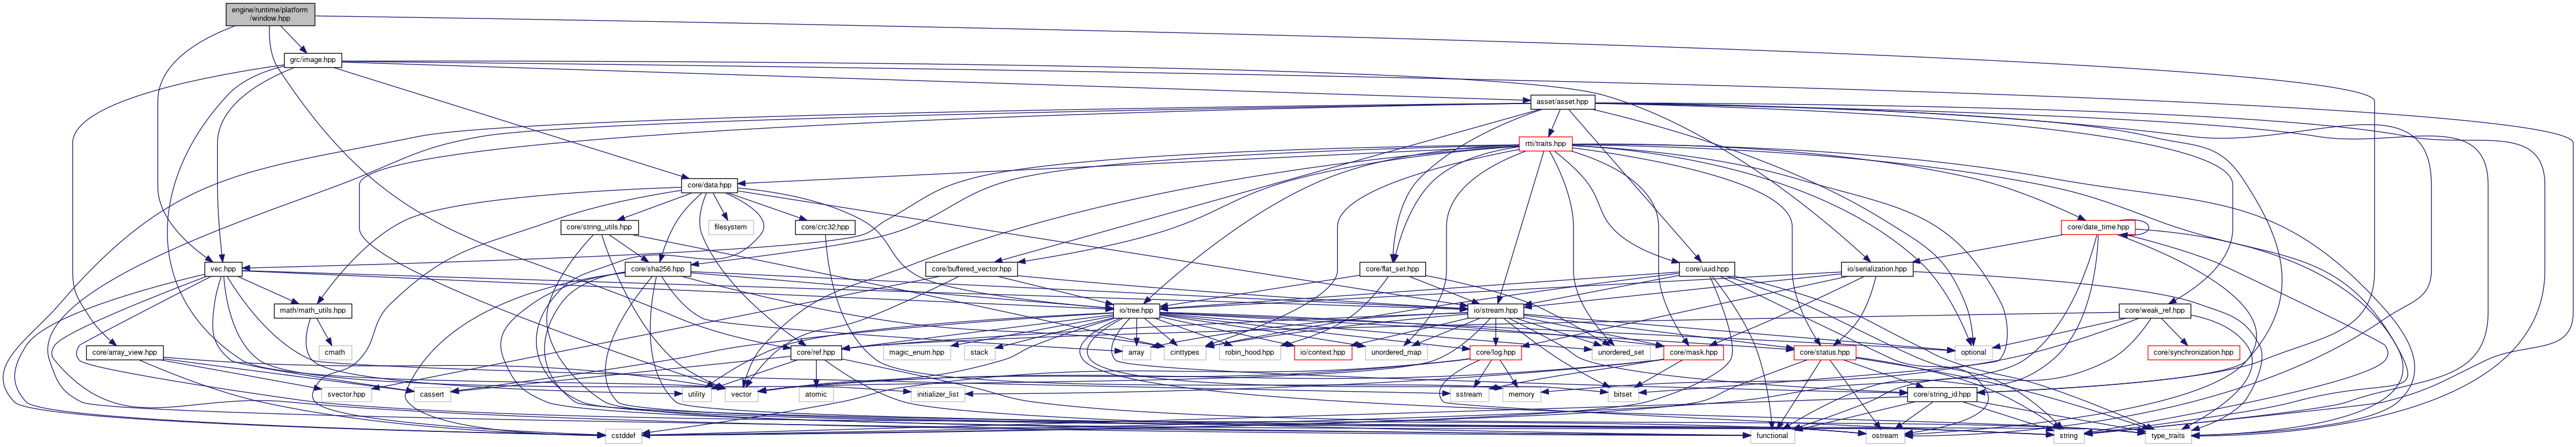 engine/runtime/platform
/window.hpp
grc/image.hpp
asset/asset.hpp
rtti/traits.hpp
core/data.hpp
core/string_utils.hpp
filesystem
core/crc32.hpp
core/date_time.hpp
vec.hpp
core/sha256.hpp
core/buffered_vector.hpp
core/flat_set.hpp
core/uuid.hpp
io/serialization.hpp
math/math_utils.hpp
io/tree.hpp
io/stream.hpp
core/weak_ref.hpp
cmath
core/array_view.hpp
core/ref.hpp
magic_enum.hpp
stack
array
cinttypes
robin_hood.hpp
io/context.hpp
unordered_map
core/log.hpp
unordered_set
core/mask.hpp
core/status.hpp
optional
core/synchronization.hpp
svector.hpp
cassert
utility
vector
atomic
initializer_list
sstream
memory
bitset
core/string_id.hpp
cstddef
functional
ostream
string
type_traits